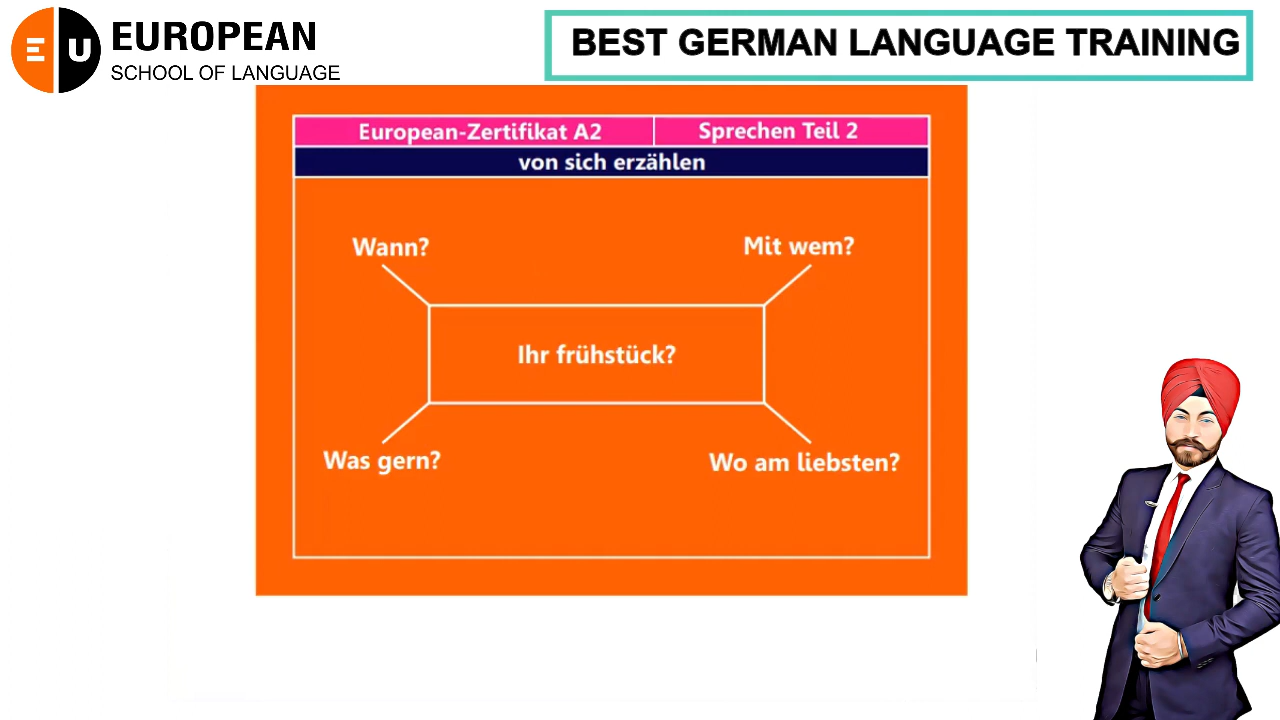 E U EUROPEAN
SCHOOL OF LANGUAGE
BEST GERMAN LANGUAGE TRAINING
European-Zertifikat A2
Sprechen Teil 2
von sich erzählen
Wann?
Mit wem?
Ihr frühstück?
Was gern?
Wo am liebsten?